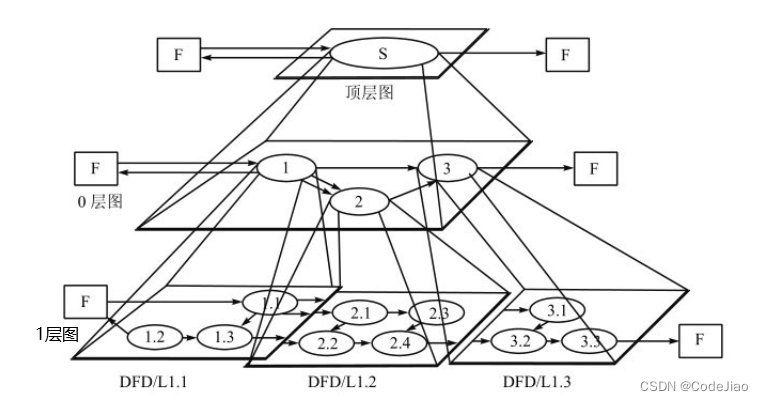 F
S
F
顶层图
F
1
3
F
2
0 层图
F
1.1
2.1
2.3
3.1
1层图
1.2
1.3
2.2
2.4
3.2
3.3
F
DFD/L1.1
DFD/L1.2
DFD/L1.3
CSDN @CodeJiao